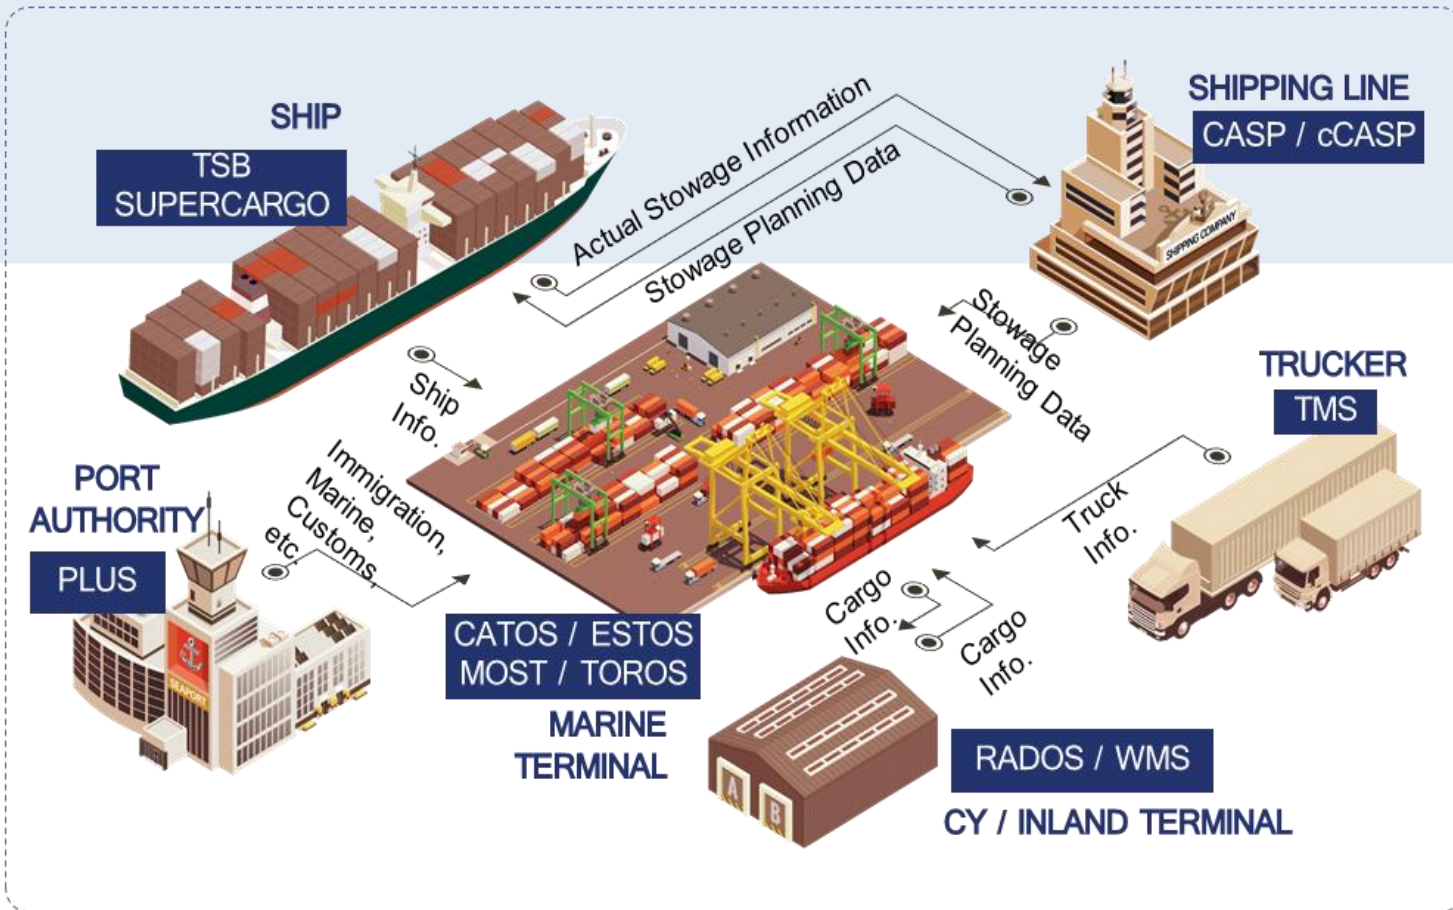 SHIP
TSB
SUPERCARGO
Actual Stowage Information
Stowage Planning Data
SHIPPING LINE
CASP / cCASP
SHIPPING COMPANY
Stowage
Planning Data
Ship
Info.
TRUCKER
TMS
Truck
Info.
PORT
AUTHORITY
PLUS
SEAPORT
Immigration,
Marine,
Customs,
etc.
CATOS / ESTOS
MOST / TOROS
MARINE
TERMINAL
Cargo
Info.
Cargo
Info.
A
B
RADOS / WMS
CY / INLAND TERMINAL